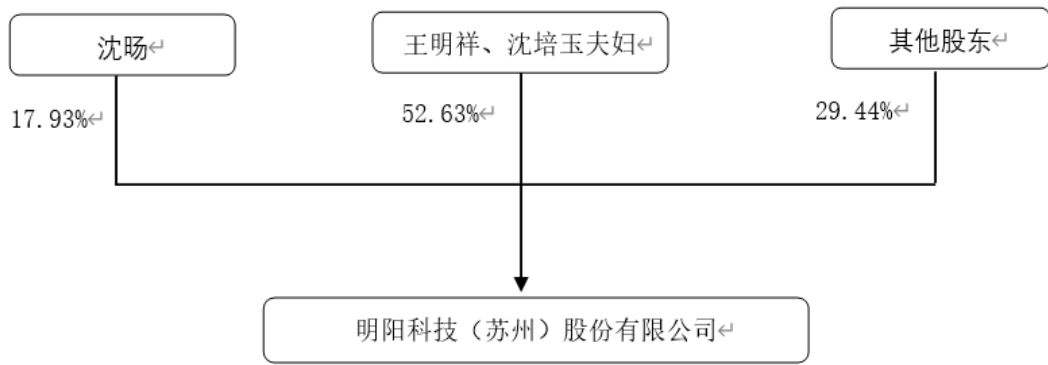 沈旸↵
王明祥、沈培玉夫妇↵
其他股东↵
17.93%↵
52.63%↵
29.44%↵
明阳科技（苏州）股份有限公司↵